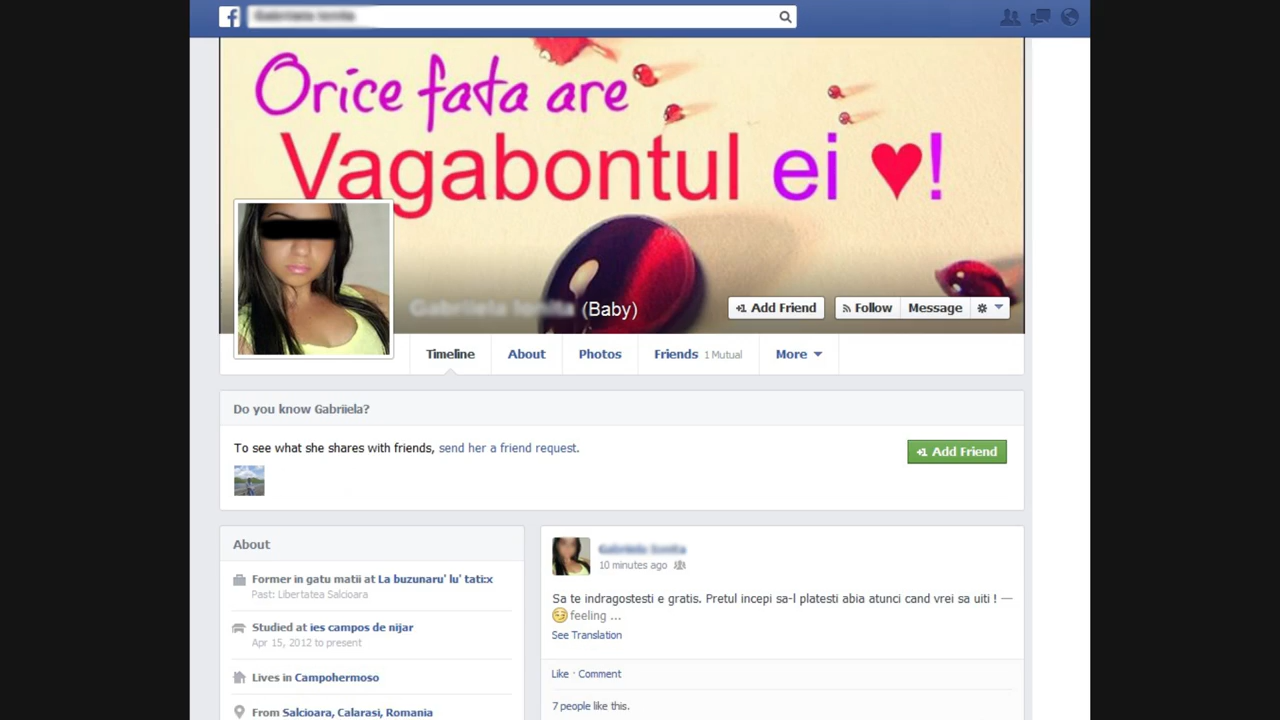 f
Orice fata are
Vagabontul ei ♥!
(Baby)
+1 Add Friend
Follow
Message
Timeline
About
Photos
Friends 1 Mutual
More
Do you know Gabriiela?
To see what she shares with friends, send her a friend request.
+1 Add Friend
About
Former in gatu matii at La buzunaru' lu' tati:x
Past: Libertatea Salcioara
Studied at ies campos de nijar
Apr 15, 2012 to present
Lives in Campohermoso
From Salcioara, Calarasi, Romania
10 minutes ago
Sa te indragostesti e gratis. Pretul incepi sa-l platesti abia atunci cand vrei sa uiti ! —
feeling ...
See Translation
Like · Comment
7 people like this.